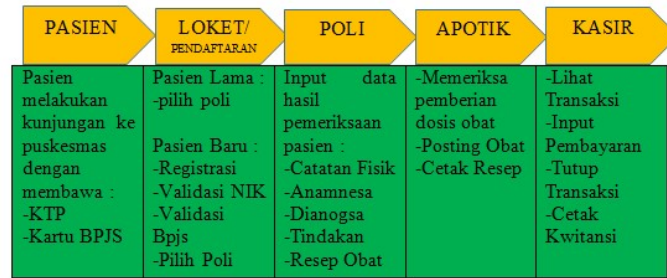 PASIEN
LOKET/
PENDAFTARAN
POLI
APOTIK
KASIR
Pasien
melakukan
kunjungan ke
puskesmas
dengan
membawa :
-KTP
-Kartu BPJS
Pasien Lama :
-pilih poli
Pasien Baru :
-Registrasi
-Validasi NIK
-Validasi
Bpjs
-Pilih Poli
Input data
hasil
pemeriksaan
pasien :
-Catatan Fisik
-Anamnesa
-Dianogsa
-Tindakan
-Resep Obat
-Memeriksa
pemberian
dosis obat
-Posting Obat
-Cetak Resep
-Lihat
Transaksi
-Input
Pembayaran
-Tutup
Transaksi
-Cetak
Kwitansi